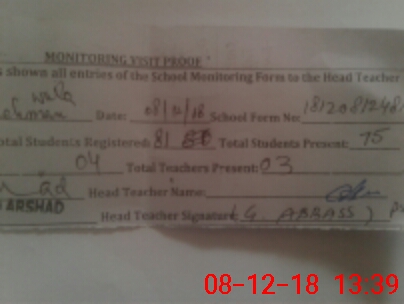 MONITORING VISIT PROOF
s shown all entries of the School Monitoring Form to the Head Teacher
wala
Date: 08/12/18 School Form No: 18120812481
otal Students Registered: 81 Total Students Present: 75
04 Total Teachers Present: 03
Head Teacher Name:
ARSHAD Head Teacher Signature (G. ABBASS)
08-12-18 13:39